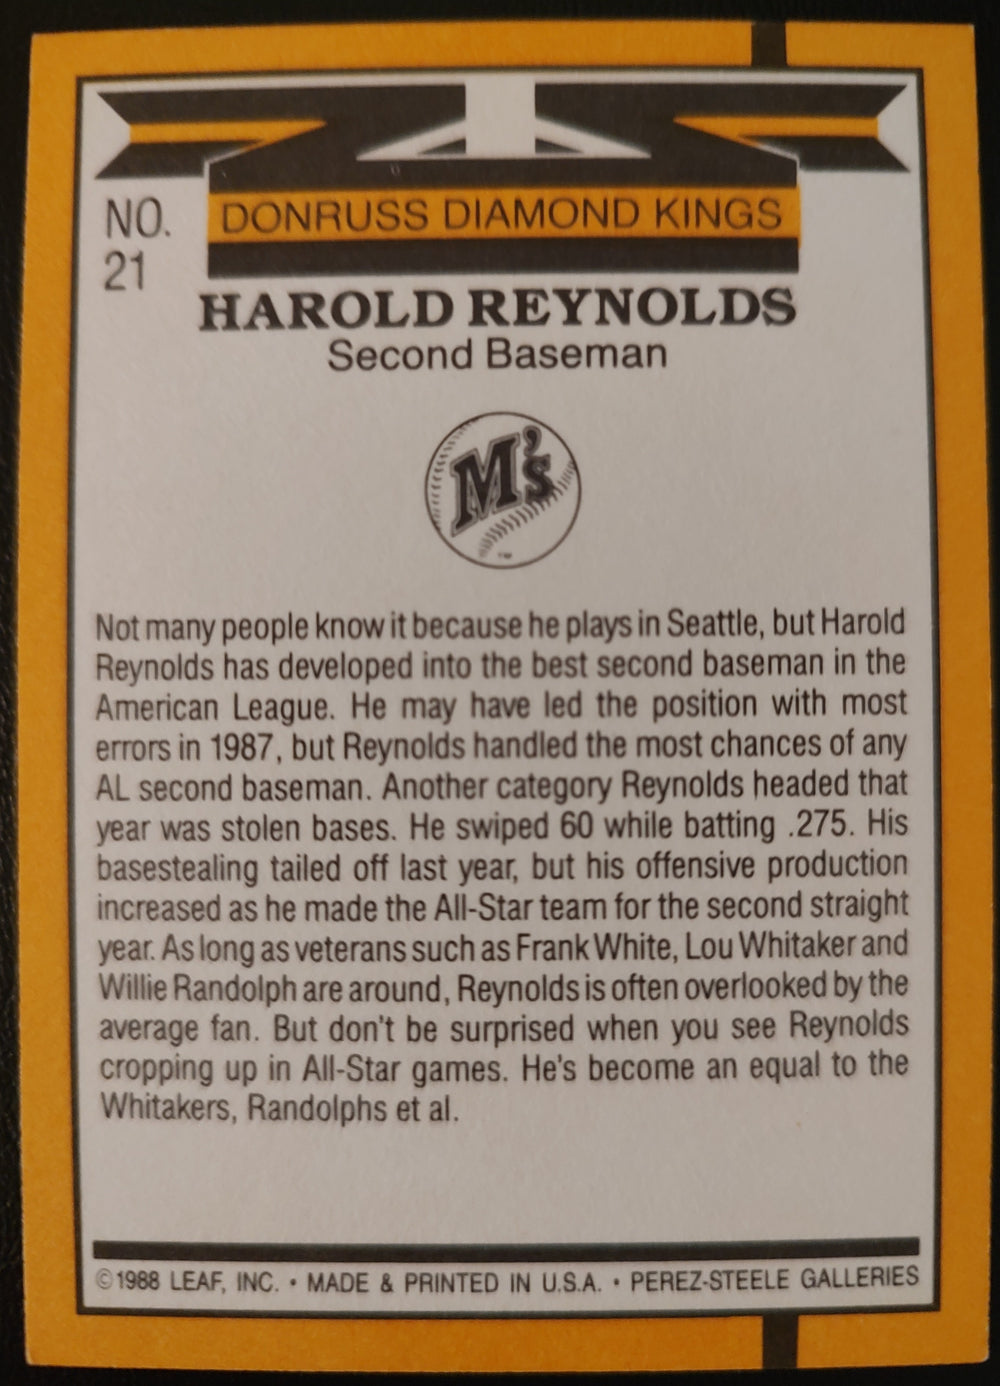 NO.
21
DONRUSS DIAMOND KINGS
HAROLD REYNOLDS
Second Baseman
M's
Not many people know it because he plays in Seattle, but Harold
Reynolds has developed into the best second baseman in the
American League. He may have led the position with most
errors in 1987, but Reynolds handled the most chances of any
AL second baseman. Another category Reynolds headed that
year was stolen bases. He swiped 60 while batting .275. His
basestealing tailed off last year, but his offensive production
increased as he made the All-Star team for the second straight
year. As long as veterans such as Frank White, Lou Whitaker and
Willie Randolph are around, Reynolds is often overlooked by the
average fan. But don't be surprised when you see Reynolds
cropping up in All-Star games. He's become an equal to the
Whitakers, Randolphs et al.
©1988 LEAF, INC. • MADE & PRINTED IN U.S.A. • PEREZ-STEELE GALLERIES